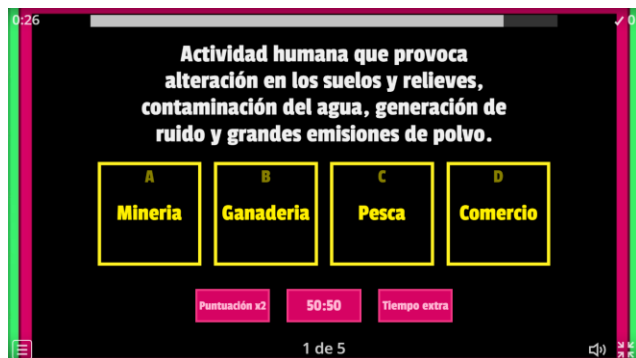 0:26
✓ 0
Actividad humana que provoca
alteración en los suelos y relieves,
contaminación del agua, generación de
ruido y grandes emisiones de polvo.
A
Mineria
B
Ganaderia
C
Pesca
D
Comercio
Puntuación x2
50:50
Tiempo extra
1 de 5